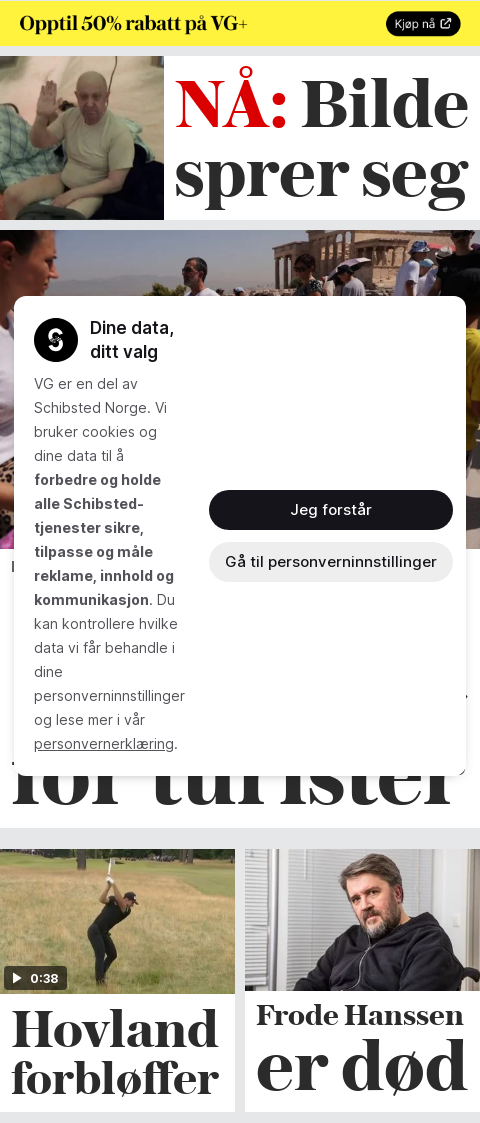 Opptil 50% rabatt på VG+
Kjøp nå
NÅ: Bilde
sprer seg
Dine data,
ditt valg
VG er en del av
Schibsted Norge. Vi
bruker cookies og
dine data til å
forbedre og holde
alle Schibsted-
tjenester sikre,
tilpasse og måle
reklame, innhold og
kommunikasjon. Du
kan kontrollere hvilke
data vi får behandle i
dine
personverninnstillinger
og lese mer i vår
personvernerklæring.
Jeg forstår
Gå til personverninnstillinger
for turister
0:38
Hovland
forbløffer
Frode Hanssen
er død